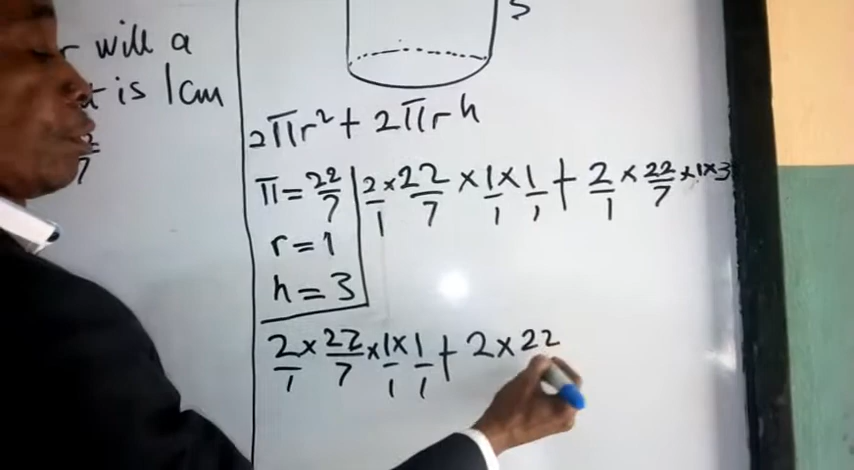 will a
is 1cm
7
2πr² + 2πrh
π = 22/7
2/1 × 22/7 × 1/1 × 1/1 + 2/1 × 22/7 × 1 × 3
r = 1
h = 3
2/1 × 22/7 × 1/1 × 1/1 + 2 × 22